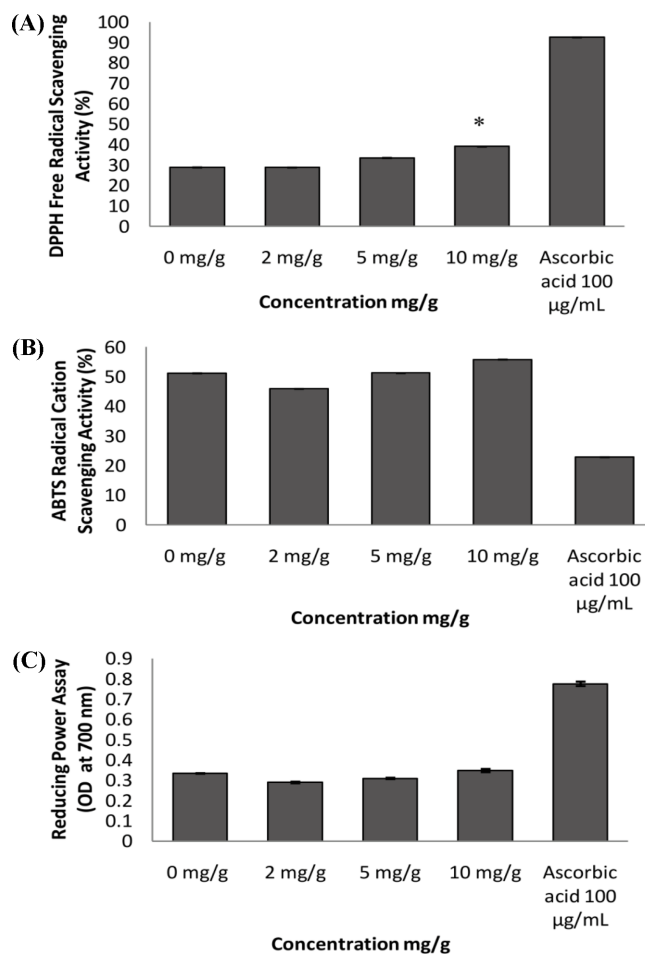 (A)
DPPH Free Radical Scavenging
Activity (%)
100
90
80
70
60
50
40
30
20
10
0
*
0 mg/g
2 mg/g
5 mg/g
10 mg/g
Ascorbic
acid 100
µg/mL
Concentration mg/g
(B)
ABTS Radical Cation
Scavenging Activity (%)
60
50
40
30
20
10
0
0 mg/g
2 mg/g
5 mg/g
10 mg/g
Ascorbic
acid 100
µg/mL
Concentration mg/g
(C)
Reducing Power Assay
(OD at 700 nm)
0.9
0.8
0.7
0.6
0.5
0.4
0.3
0.2
0.1
0
0 mg/g
2 mg/g
5 mg/g
10 mg/g
Ascorbic
acid 100
µg/mL
Concentration mg/g